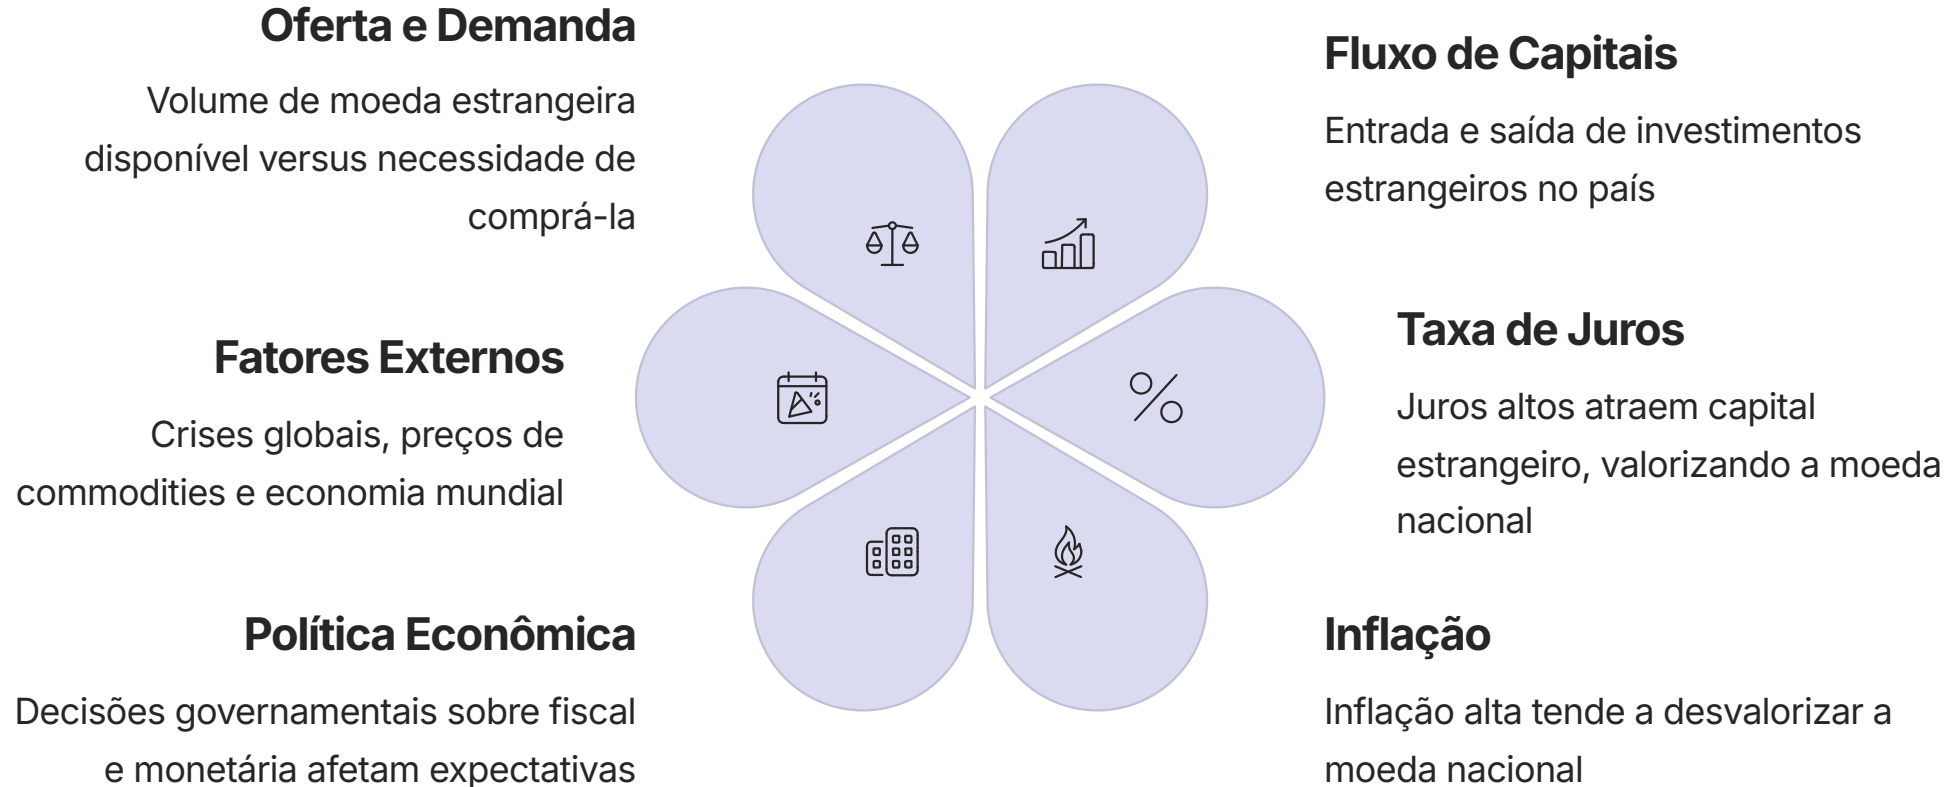 Oferta e Demanda
Volume de moeda estrangeira
disponível versus necessidade de
comprá-la
Fluxo de Capitais
Entrada e saída de investimentos
estrangeiros no país
Fatores Externos
Crises globais, preços de
commodities e economia mundial
Taxa de Juros
Juros altos atraem capital
estrangeiro, valorizando a moeda
nacional
Política Econômica
Decisões governamentais sobre fiscal
e monetária afetam expectativas
Inflação
Inflação alta tende a desvalorizar a
moeda nacional